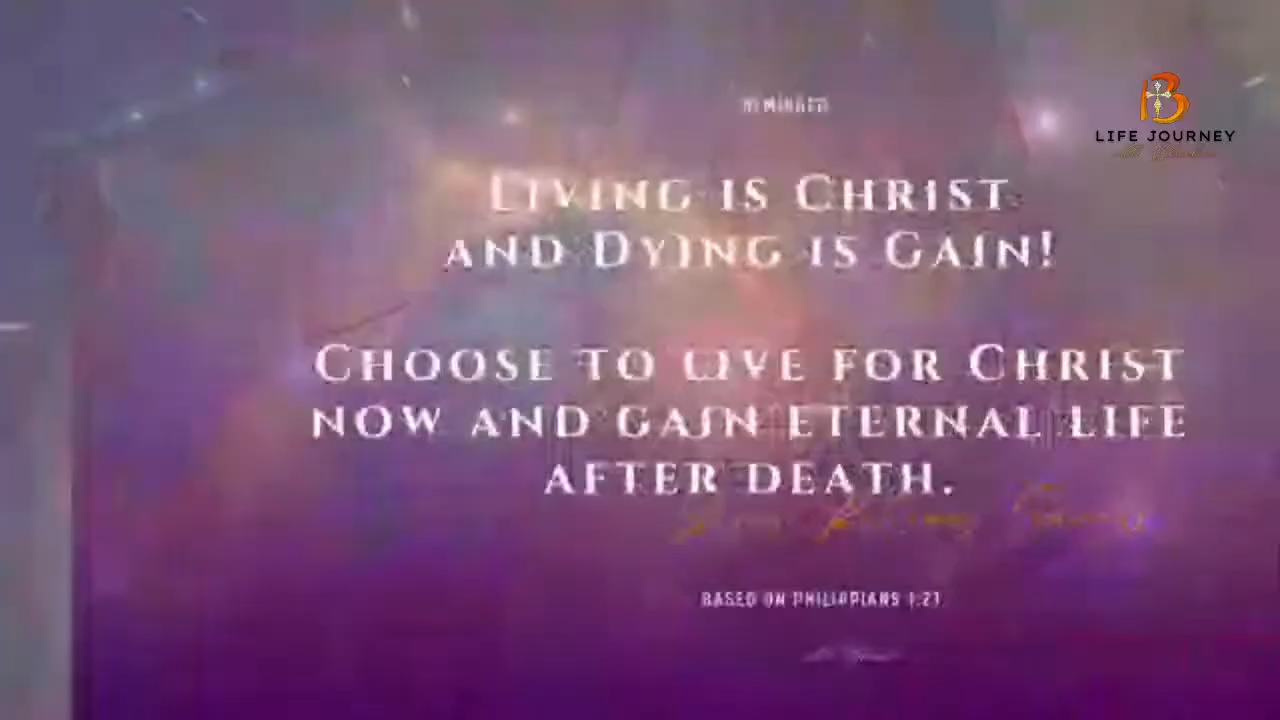 REMINDER
LIFE JOURNEY
LIVING IS CHRIST
AND DYING IS GAIN!
CHOOSE TO LIVE FOR CHRIST
NOW AND GAIN ETERNAL LIFE
AFTER DEATH.
BASED ON PHILIPPIANS 1:21